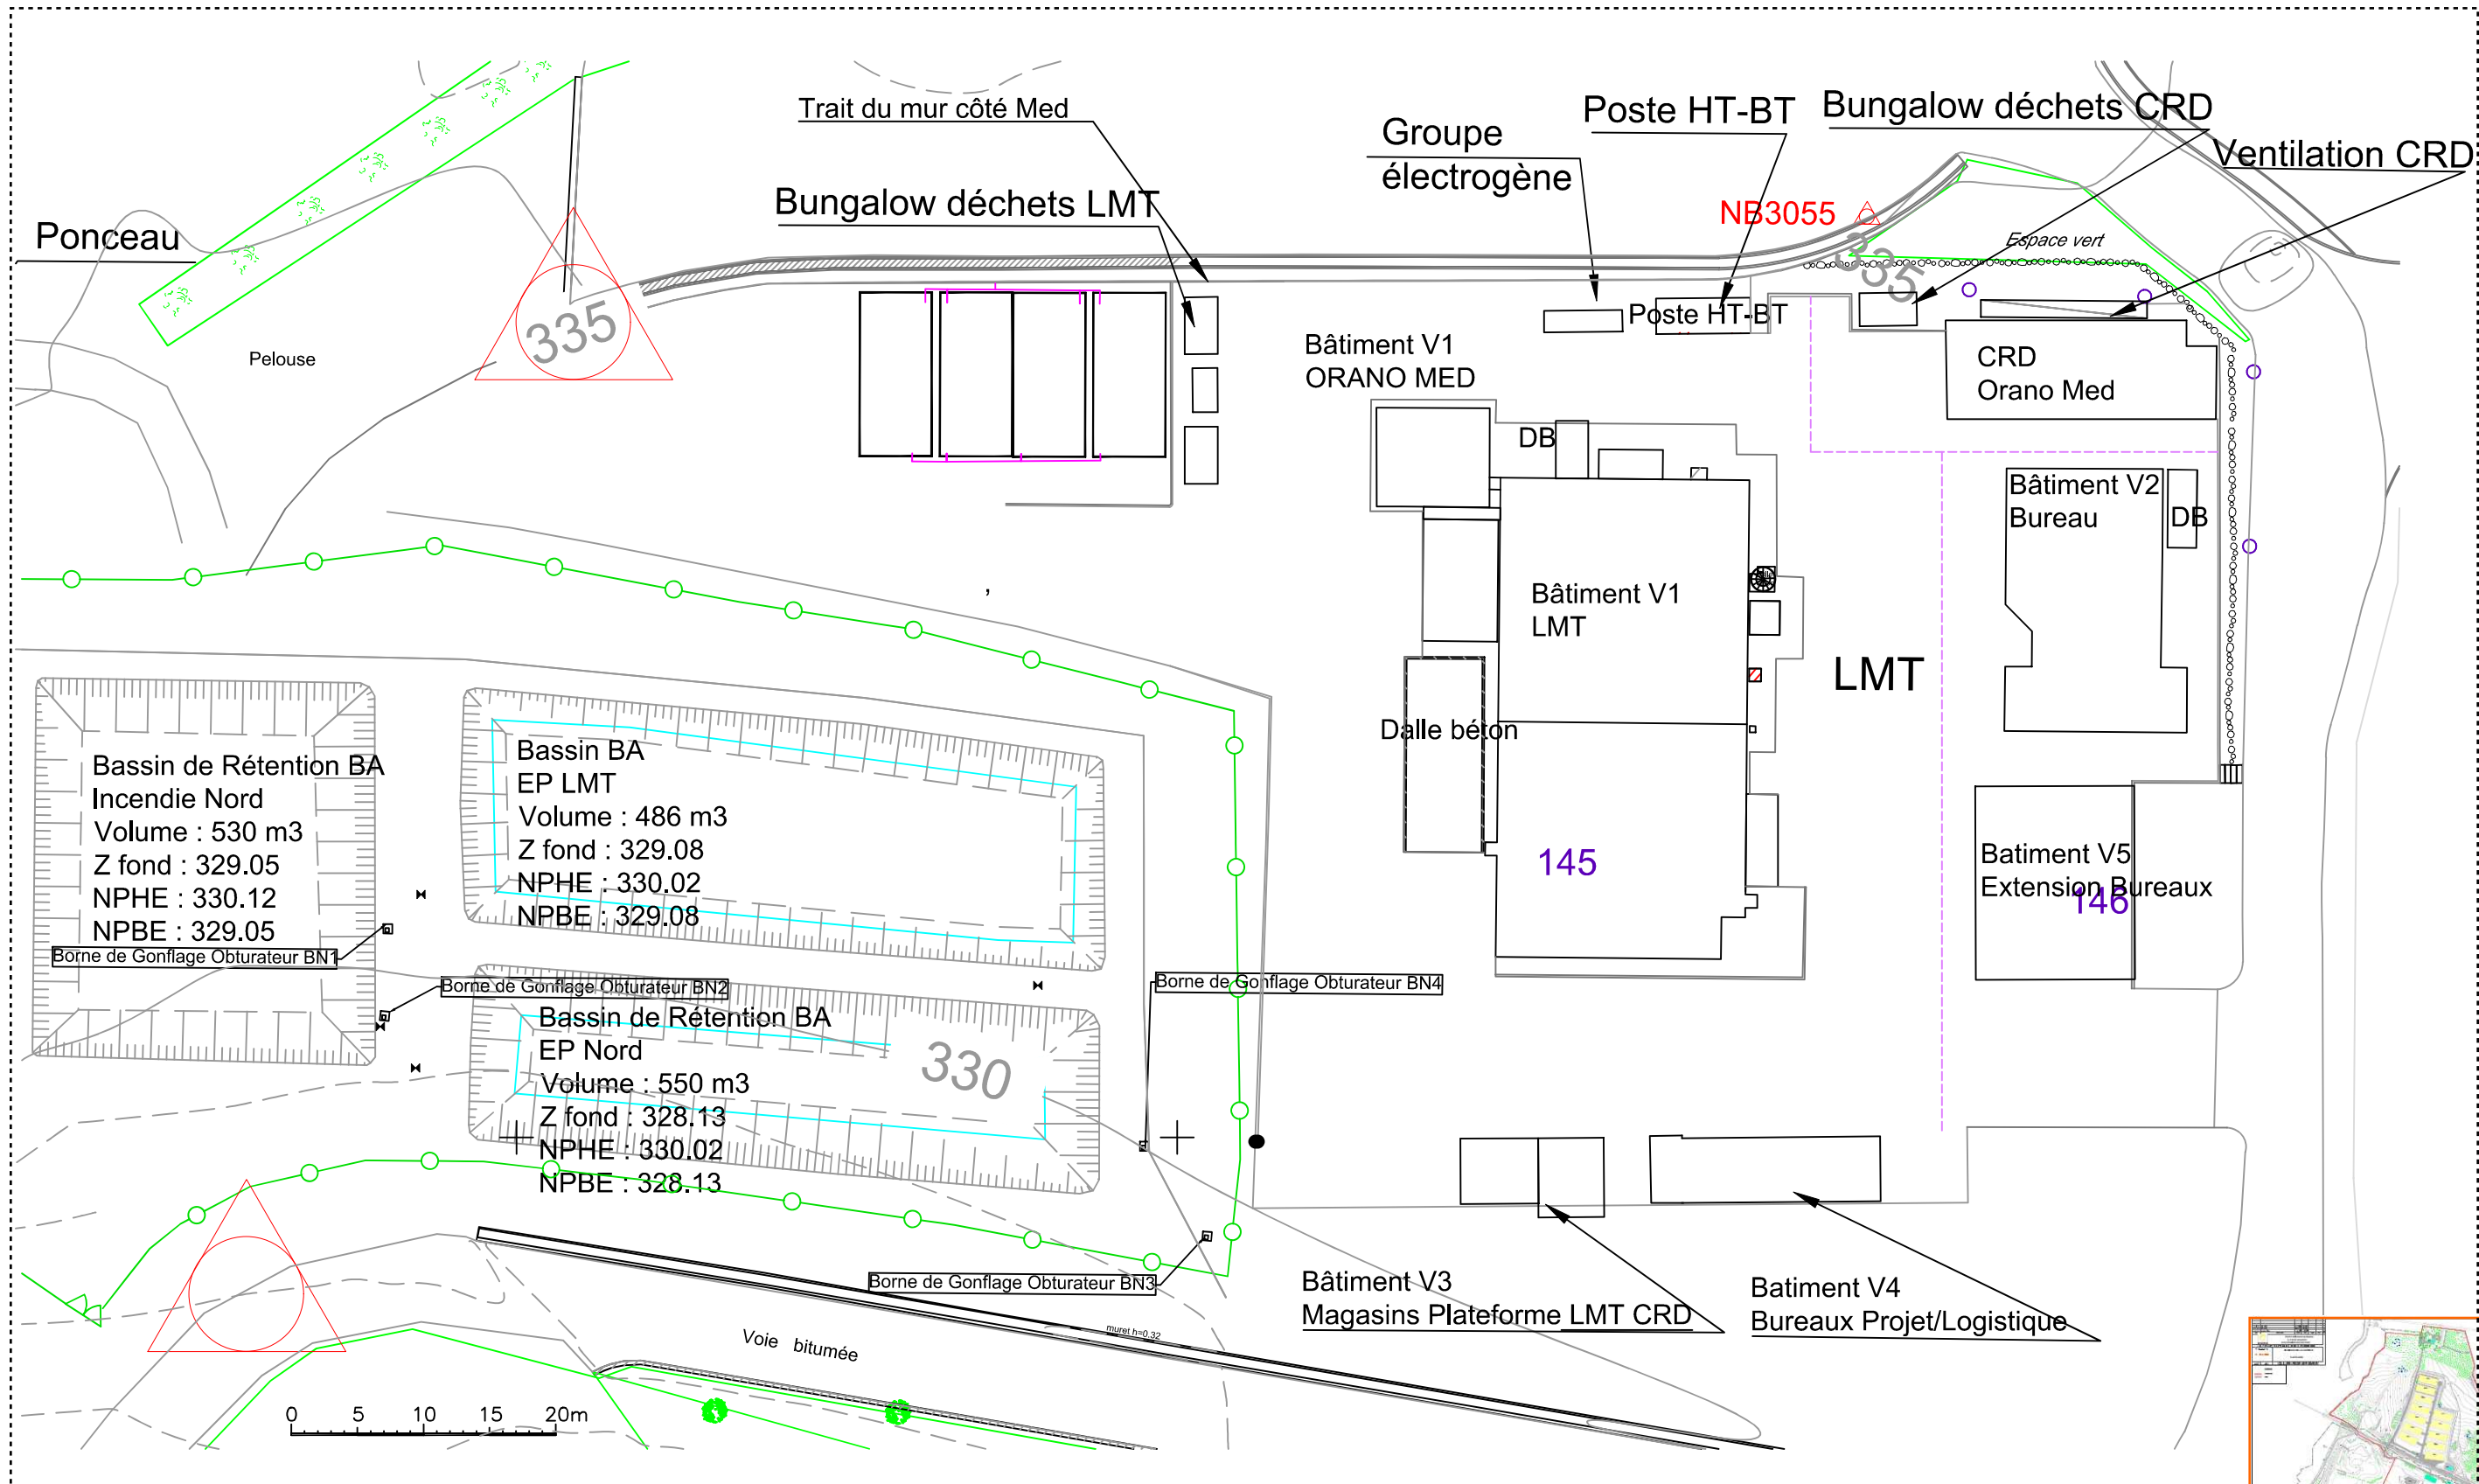 Trait du mur côté Med
Poste HT-BT
Bungalow déchets CRD
Groupe
électrogène
Ventilation CRD
Bungalow déchets LMT
NB3055
Ponceau
Espace vert
335
335
Poste HT-BT
Pelouse
Bâtiment V1
ORANO MED
CRD
Orano Med
DB
Bâtiment V2
Bureau
DB
Bâtiment V1
LMT
LMT
Dalle béton
Bassin de Rétention BA
Incendie Nord
Volume : 530 m3
Z fond : 329.05
NPHE : 330.12
NPBE : 329.05
Bassin BA
EP LMT
Volume : 486 m3
Z fond : 329.08
NPHE : 330.02
NPBE : 329.08
145
Batiment V5
Extension Bureaux
146
Borne de Gonflage Obturateur BN1
Borne de Gonflage Obturateur BN2
Borne de Gonflage Obturateur BN4
Bassin de Rétention BA
EP Nord
Volume : 550 m3
Z fond : 328.13
NPHE : 330.02
NPBE : 328.13
330
Borne de Gonflage Obturateur BN3
Bâtiment V3
Magasins Plateforme LMT CRD
Batiment V4
Bureaux Projet/Logistique
muret h=0.32
Voie bitumée
0 5 10 15 20m